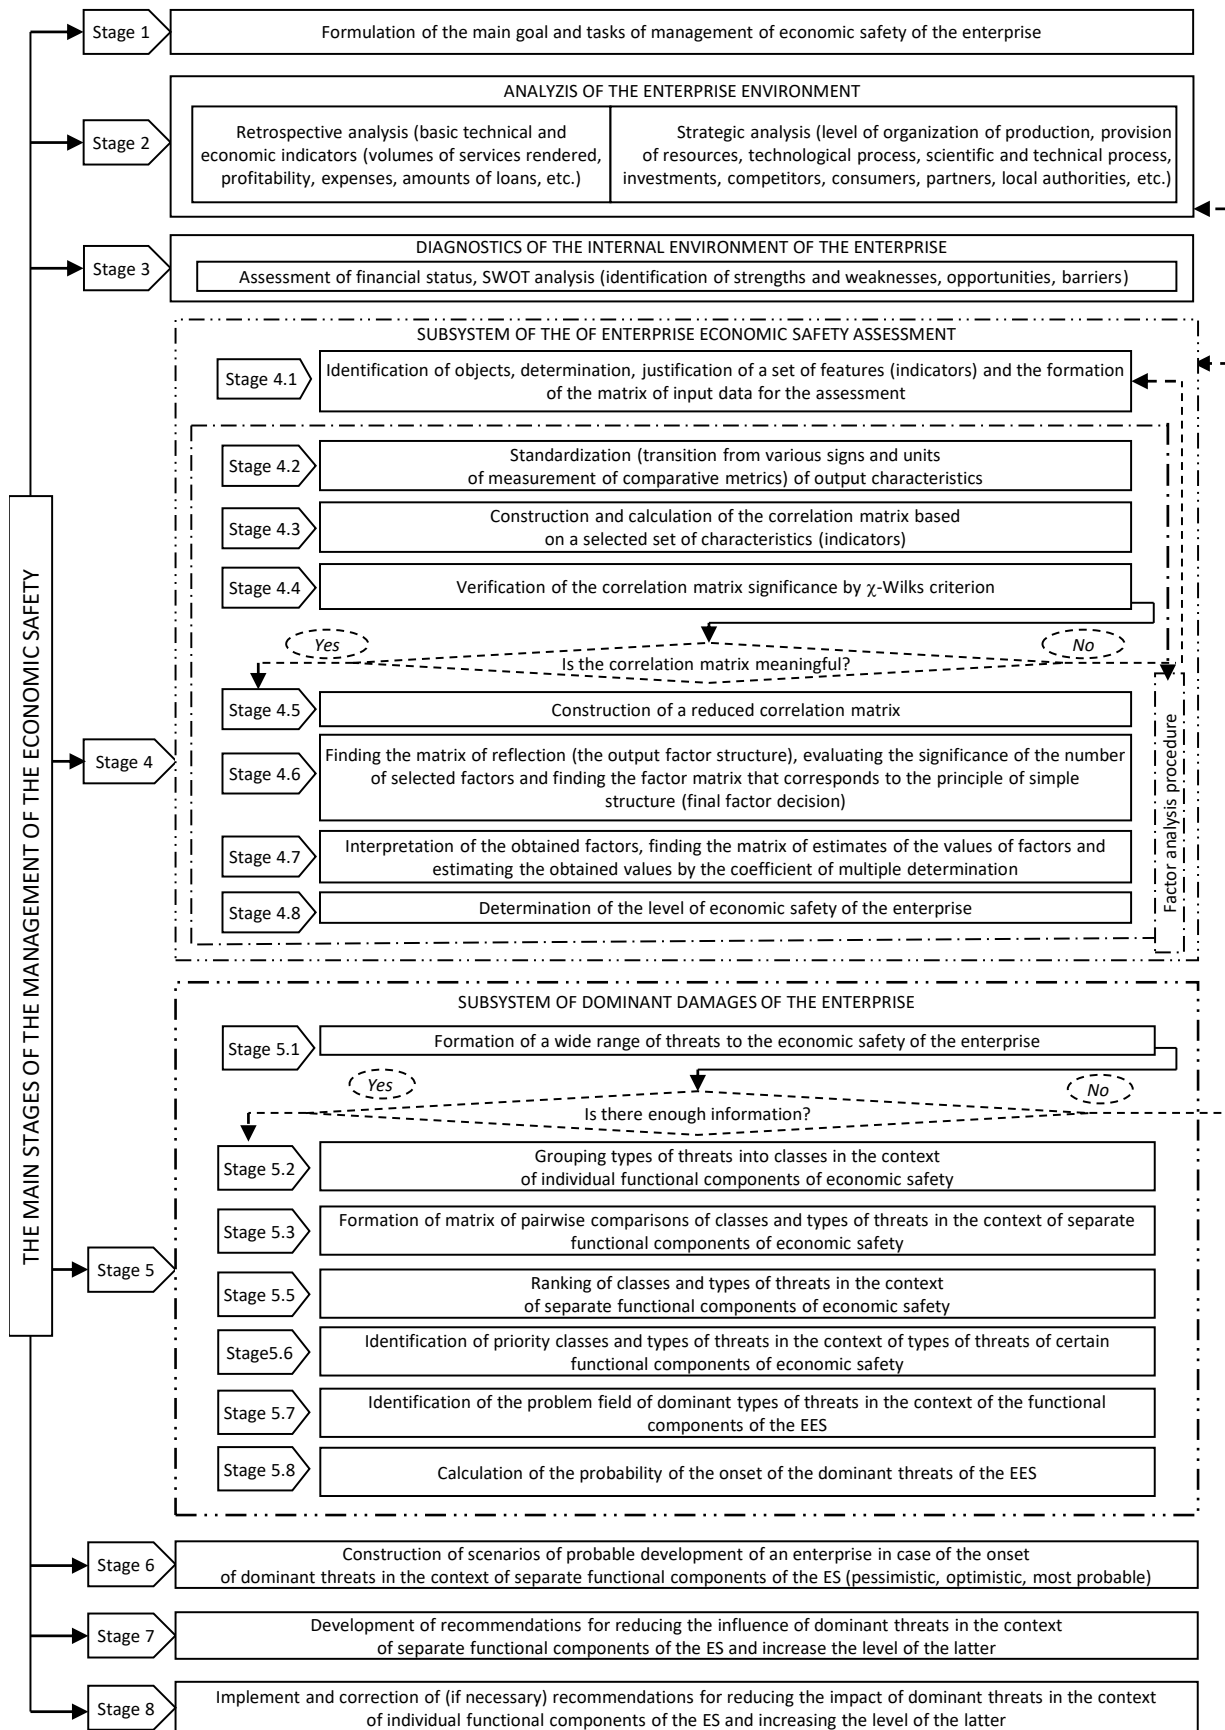 THE MAIN STAGES OF THE MANAGEMENT OF THE ECONOMIC SAFETY
Stage 1
Formulation of the main goal and tasks of management of economic safety of the enterprise
Stage 2
ANALYZIS OF THE ENTERPRISE ENVIRONMENT
Retrospective analysis (basic technical and
economic indicators (volumes of services rendered,
profitability, expenses, amounts of loans, etc.)
Strategic analysis (level of organization of production, provision
of resources, technological process, scientific and technical process,
investments, competitors, consumers, partners, local authorities, etc.)
Stage 3
DIAGNOSTICS OF THE INTERNAL ENVIRONMENT OF THE ENTERPRISE
Assessment of financial status, SWOT analysis (identification of strengths and weaknesses, opportunities, barriers)
Stage 4
SUBSYSTEM OF THE OF ENTERPRISE ECONOMIC SAFETY ASSESSMENT
Stage 4.1
Identification of objects, determination, justification of a set of features (indicators) and the formation
of the matrix of input data for the assessment
Stage 4.2
Standardization (transition from various signs and units
of measurement of comparative metrics) of output characteristics
Stage 4.3
Construction and calculation of the correlation matrix based
on a selected set of characteristics (indicators)
Stage 4.4
Verification of the correlation matrix significance by χ-Wilks criterion
Yes
No
Is the correlation matrix meaningful?
Stage 4.5
Construction of a reduced correlation matrix
Stage 4.6
Finding the matrix of reflection (the output factor structure), evaluating the significance of the number
of selected factors and finding the factor matrix that corresponds to the principle of simple
structure (final factor decision)
Stage 4.7
Interpretation of the obtained factors, finding the matrix of estimates of the values of factors and
estimating the obtained values by the coefficient of multiple determination
Stage 4.8
Determination of the level of economic safety of the enterprise
Factor analysis procedure
Stage 5
SUBSYSTEM OF DOMINANT DAMAGES OF THE ENTERPRISE
Stage 5.1
Formation of a wide range of threats to the economic safety of the enterprise
Yes
No
Is there enough information?
Stage 5.2
Grouping types of threats into classes in the context
of individual functional components of economic safety
Stage 5.3
Formation of matrix of pairwise comparisons of classes and types of threats in the context of separate
functional components of economic safety
Stage 5.5
Ranking of classes and types of threats in the context
of separate functional components of economic safety
Stage5.6
Identification of priority classes and types of threats in the context of types of threats of certain
functional components of economic safety
Stage 5.7
Identification of the problem field of dominant types of threats in the context of the functional
components of the EES
Stage 5.8
Calculation of the probability of the onset of the dominant threats of the EES
Stage 6
Construction of scenarios of probable development of an enterprise in case of the onset
of dominant threats in the context of separate functional components of the ES (pessimistic, optimistic, most probable)
Stage 7
Development of recommendations for reducing the influence of dominant threats in the context
of separate functional components of the ES and increase the level of the latter
Stage 8
Implement and correction of (if necessary) recommendations for reducing the impact of dominant threats in the context
of individual functional components of the ES and increasing the level of the latter